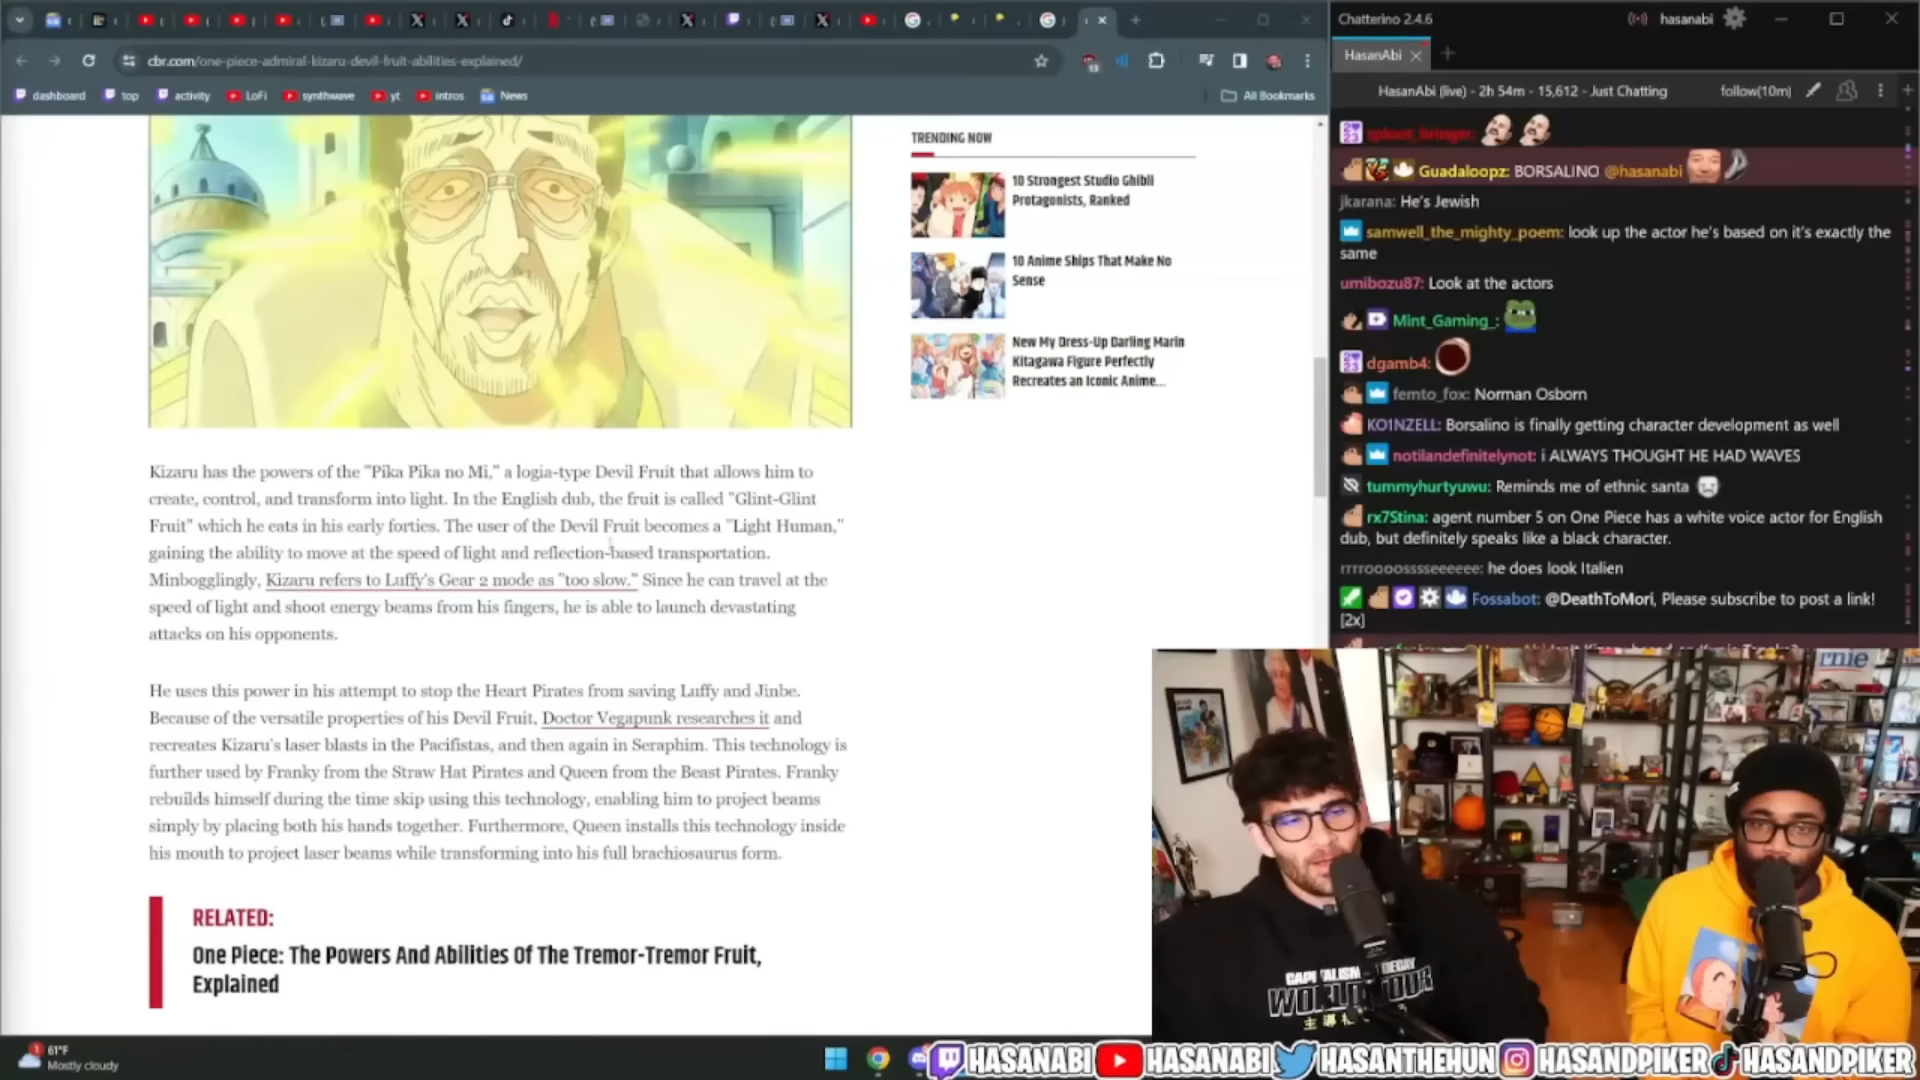 cbr.com/one-piece-admiral-kizaru-devil-fruit-abilities-explained/
dashboard
top
activity
LoFi
synthwave
yt
intros
News
All Bookmarks
Kizaru has the powers of the "Pika Pika no Mi," a logia-type Devil Fruit that allows him to
create, control, and transform into light. In the English dub, the fruit is called "Glint-Glint
Fruit" which he eats in his early forties. The user of the Devil Fruit becomes a "Light Human,"
gaining the ability to move at the speed of light and reflection-based transportation.
Minbogglingly, Kizaru refers to Luffy's Gear 2 mode as "too slow." Since he can travel at the
speed of light and shoot energy beams from his fingers, he is able to launch devastating
attacks on his opponents.
He uses this power in his attempt to stop the Heart Pirates from saving Luffy and Jinbe.
Because of the versatile properties of his Devil Fruit, Doctor Vegapunk researches it and
recreates Kizaru's laser blasts in the Pacifistas, and then again in Seraphim. This technology is
further used by Franky from the Straw Hat Pirates and Queen from the Beast Pirates. Franky
rebuilds himself during the time skip using this technology, enabling him to project beams
simply by placing both his hands together. Furthermore, Queen installs this technology inside
his mouth to project laser beams while transforming into his full brachiosaurus form.
RELATED:
One Piece: The Powers And Abilities Of The Tremor-Tremor Fruit,
Explained
TRENDING NOW
10 Strongest Studio Ghibli
Protagonists, Ranked
10 Anime Ships That Make No
Sense
New My Dress-Up Darling Marin
Kitagawa Figure Perfectly
Recreates an Iconic Anime...
Chatterino 2.4.6
hasanabi
HasanAbi
HasanAbi (live) - 2h 54m - 15,612 - Just Chatting
follow(10m)
Guadaloopz: BORSALINO @hasanabi
jkarana: He's Jewish
samwell_the_mighty_poem: look up the actor he's based on it's exactly the
same
umibozu87: Look at the actors
Mint_Gaming_:
dgamb4:
femto_fox: Norman Osborn
KO1NZELL: Borsalino is finally getting character development as well
notilandefinitelynot: i ALWAYS THOUGHT HE HAD WAVES
tummyhurtyuwu: Reminds me of ethnic santa
rx7Stina: agent number 5 on One Piece has a white voice actor for English
dub, but definitely speaks like a black character.
rrrroooosssseeeeee: he does look Italien
Fossabot: @DeathToMori, Please subscribe to post a link!
[2x]
rnie
WORLD TOUR
61°F
Mostly cloudy
HASANABI
HASANABI
HASANTHEHUN
HASANDPIKER
HASANDPIKER